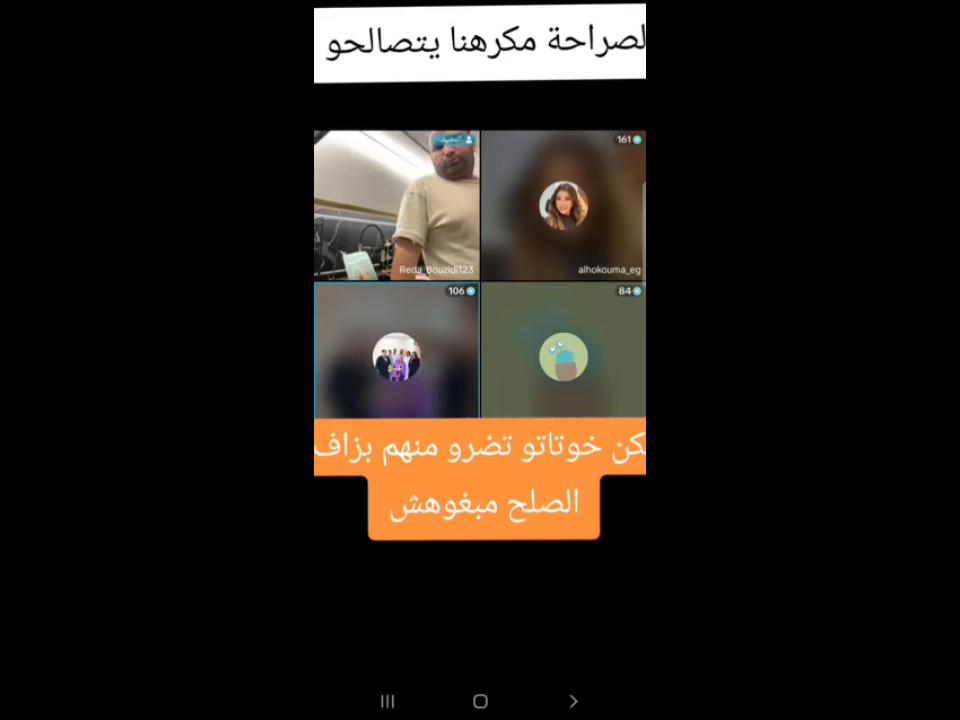 لصراحة مكرهنا يتصالحو
161
Reda_Bouzidi123
alhokouma_eg
106
84
كن خوتاتو تضرو منهم بزاف
الصلح مبغوهش